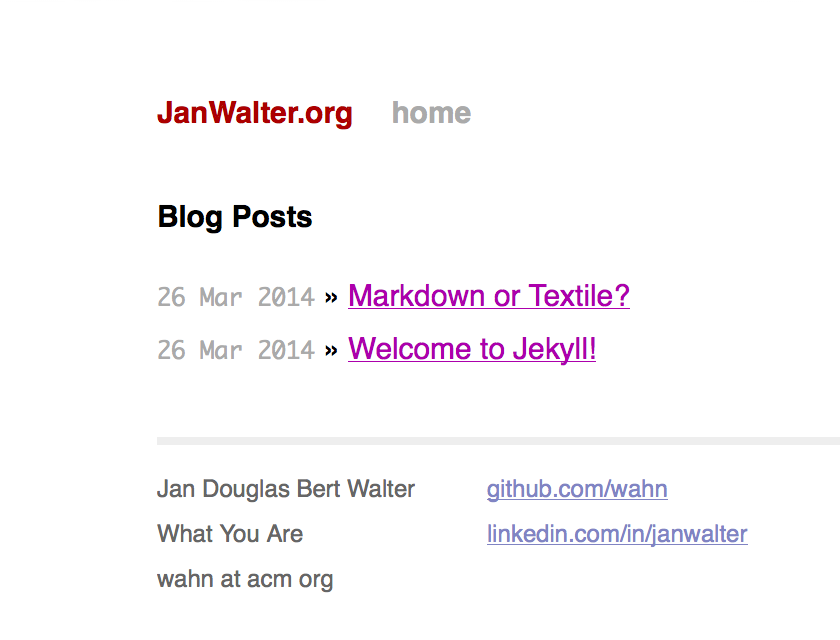 JanWalter.org home
Blog Posts
26 Mar 2014 » Markdown or Textile?
26 Mar 2014 » Welcome to Jekyll!
Jan Douglas Bert Walter github.com/wahn
What You Are linkedin.com/in/janwalter
wahn at acm org